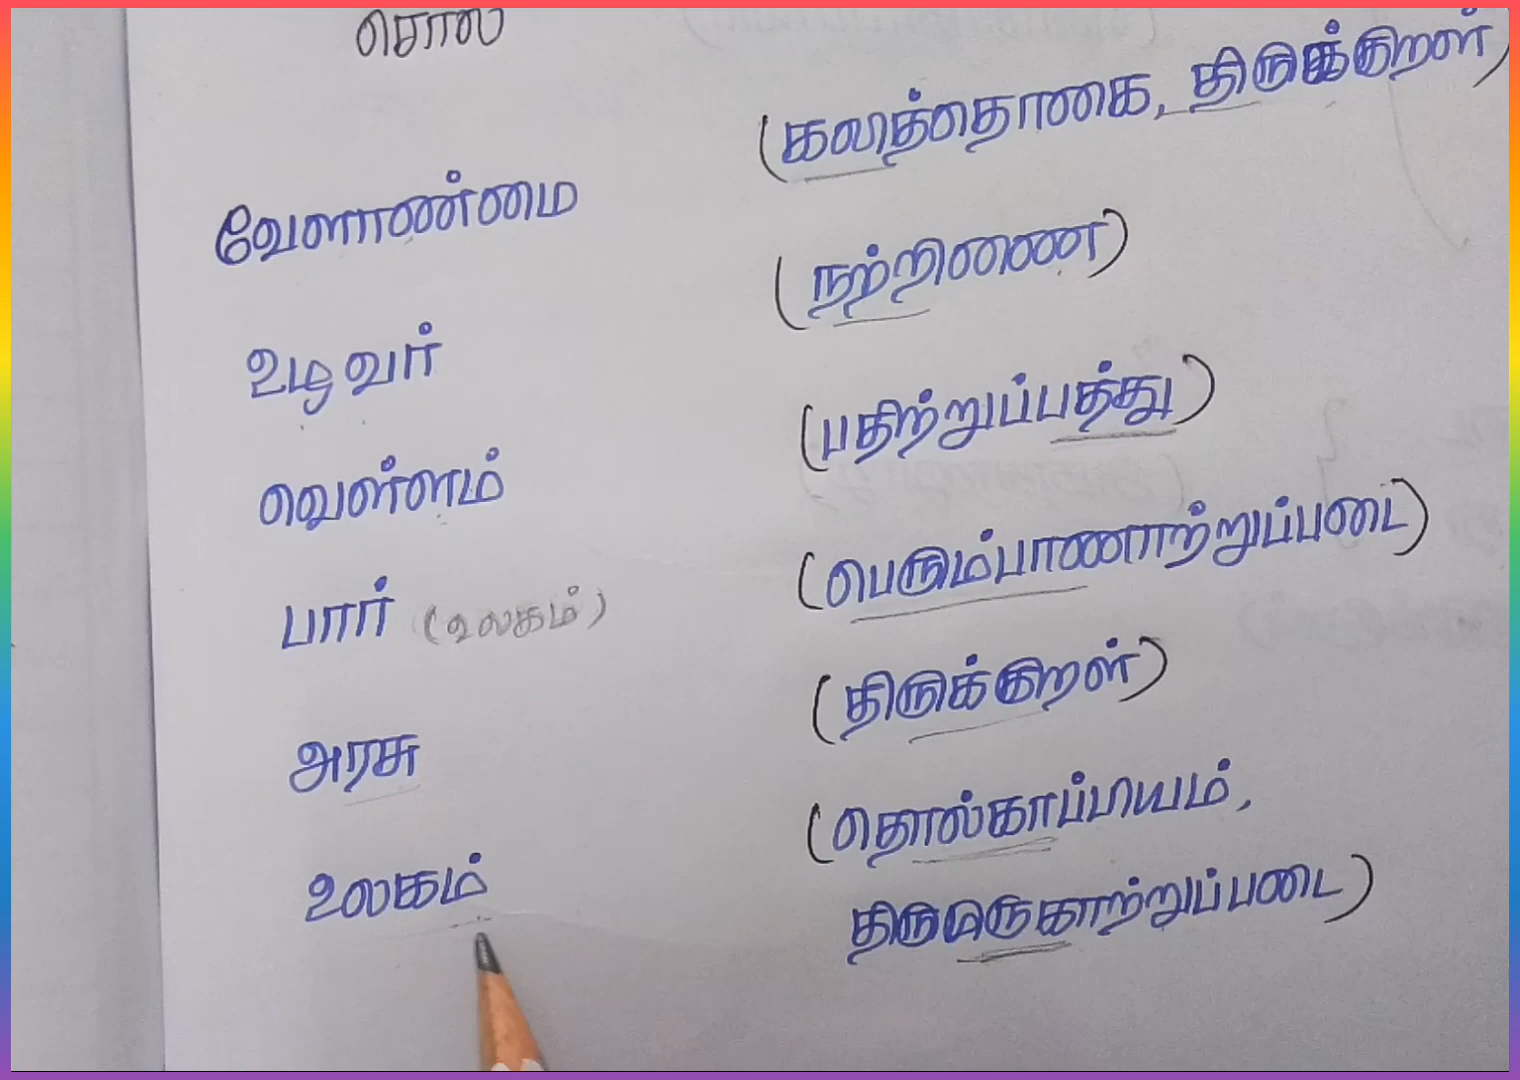 சொல்
வேளாண்மை (கலித்தொகை, திருக்குறள்)
உழவர் (நற்றிணை)
வெள்ளம் (பதிற்றுப்பத்து)
பார் (உலகம்) (பெரும்பாணாற்றுப்படை)
அரசு (திருக்குறள்)
உலகம் (தொல்காப்பியம்,
திருமுருகாற்றுப்படை)